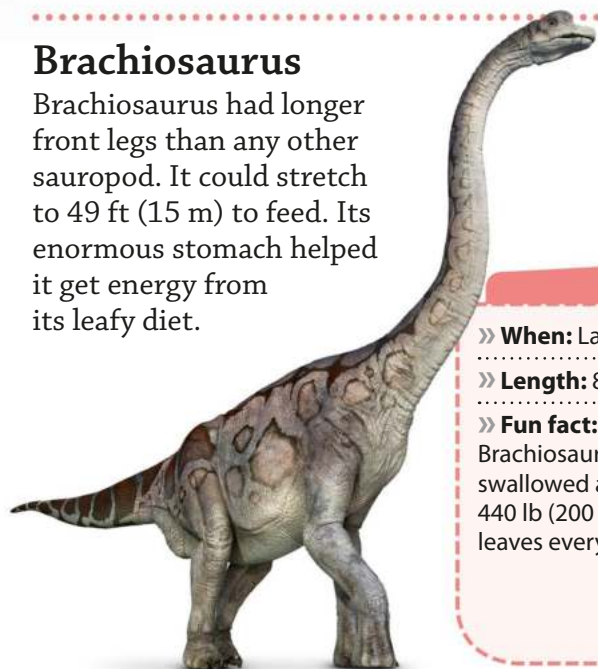 Brachiosaurus
Brachiosaurus had longer
front legs than any other
sauropod. It could stretch
to 49 ft (15 m) to feed. Its
enormous stomach helped
it get energy from
its leafy diet.
» When:
» Length:
» Fun fact:
swallowed
440 lb (200
leaves